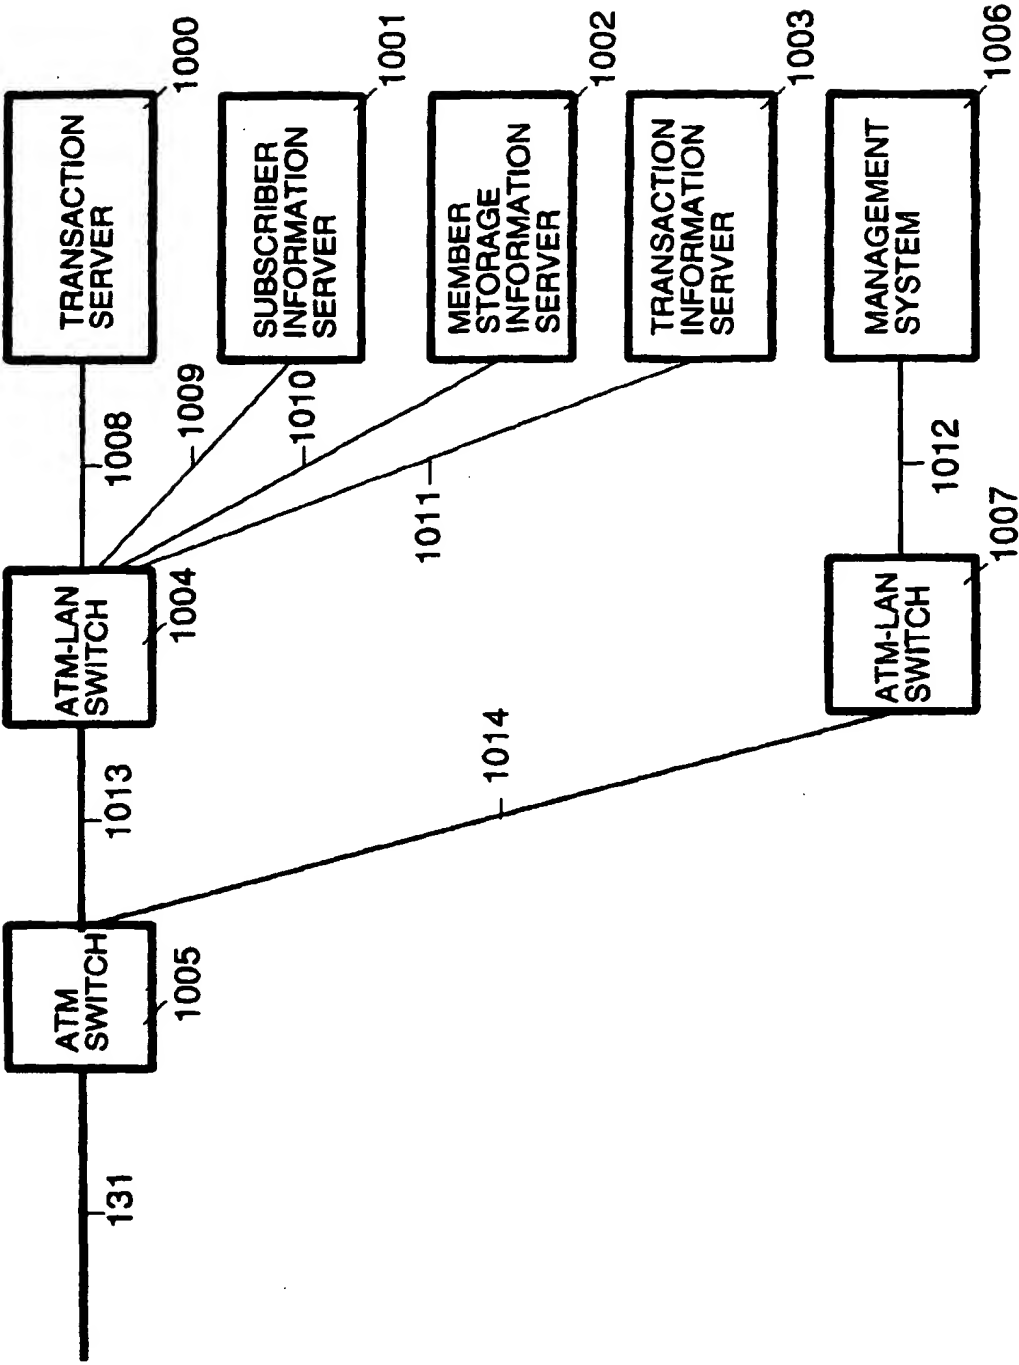 TRANSACTION
SERVER
1000
SUBSCRIBER
INFORMATION
SERVER
1001
MEMBER
STORAGE
INFORMATION
SERVER
1002
TRANSACTION
INFORMATION
SERVER
1003
MANAGEMENT
SYSTEM
1006
1008
1009
1010
1011
1012
ATM-LAN
SWITCH
1004
ATM-LAN
SWITCH
1007
1013
1014
ATM
SWITCH
1005
131